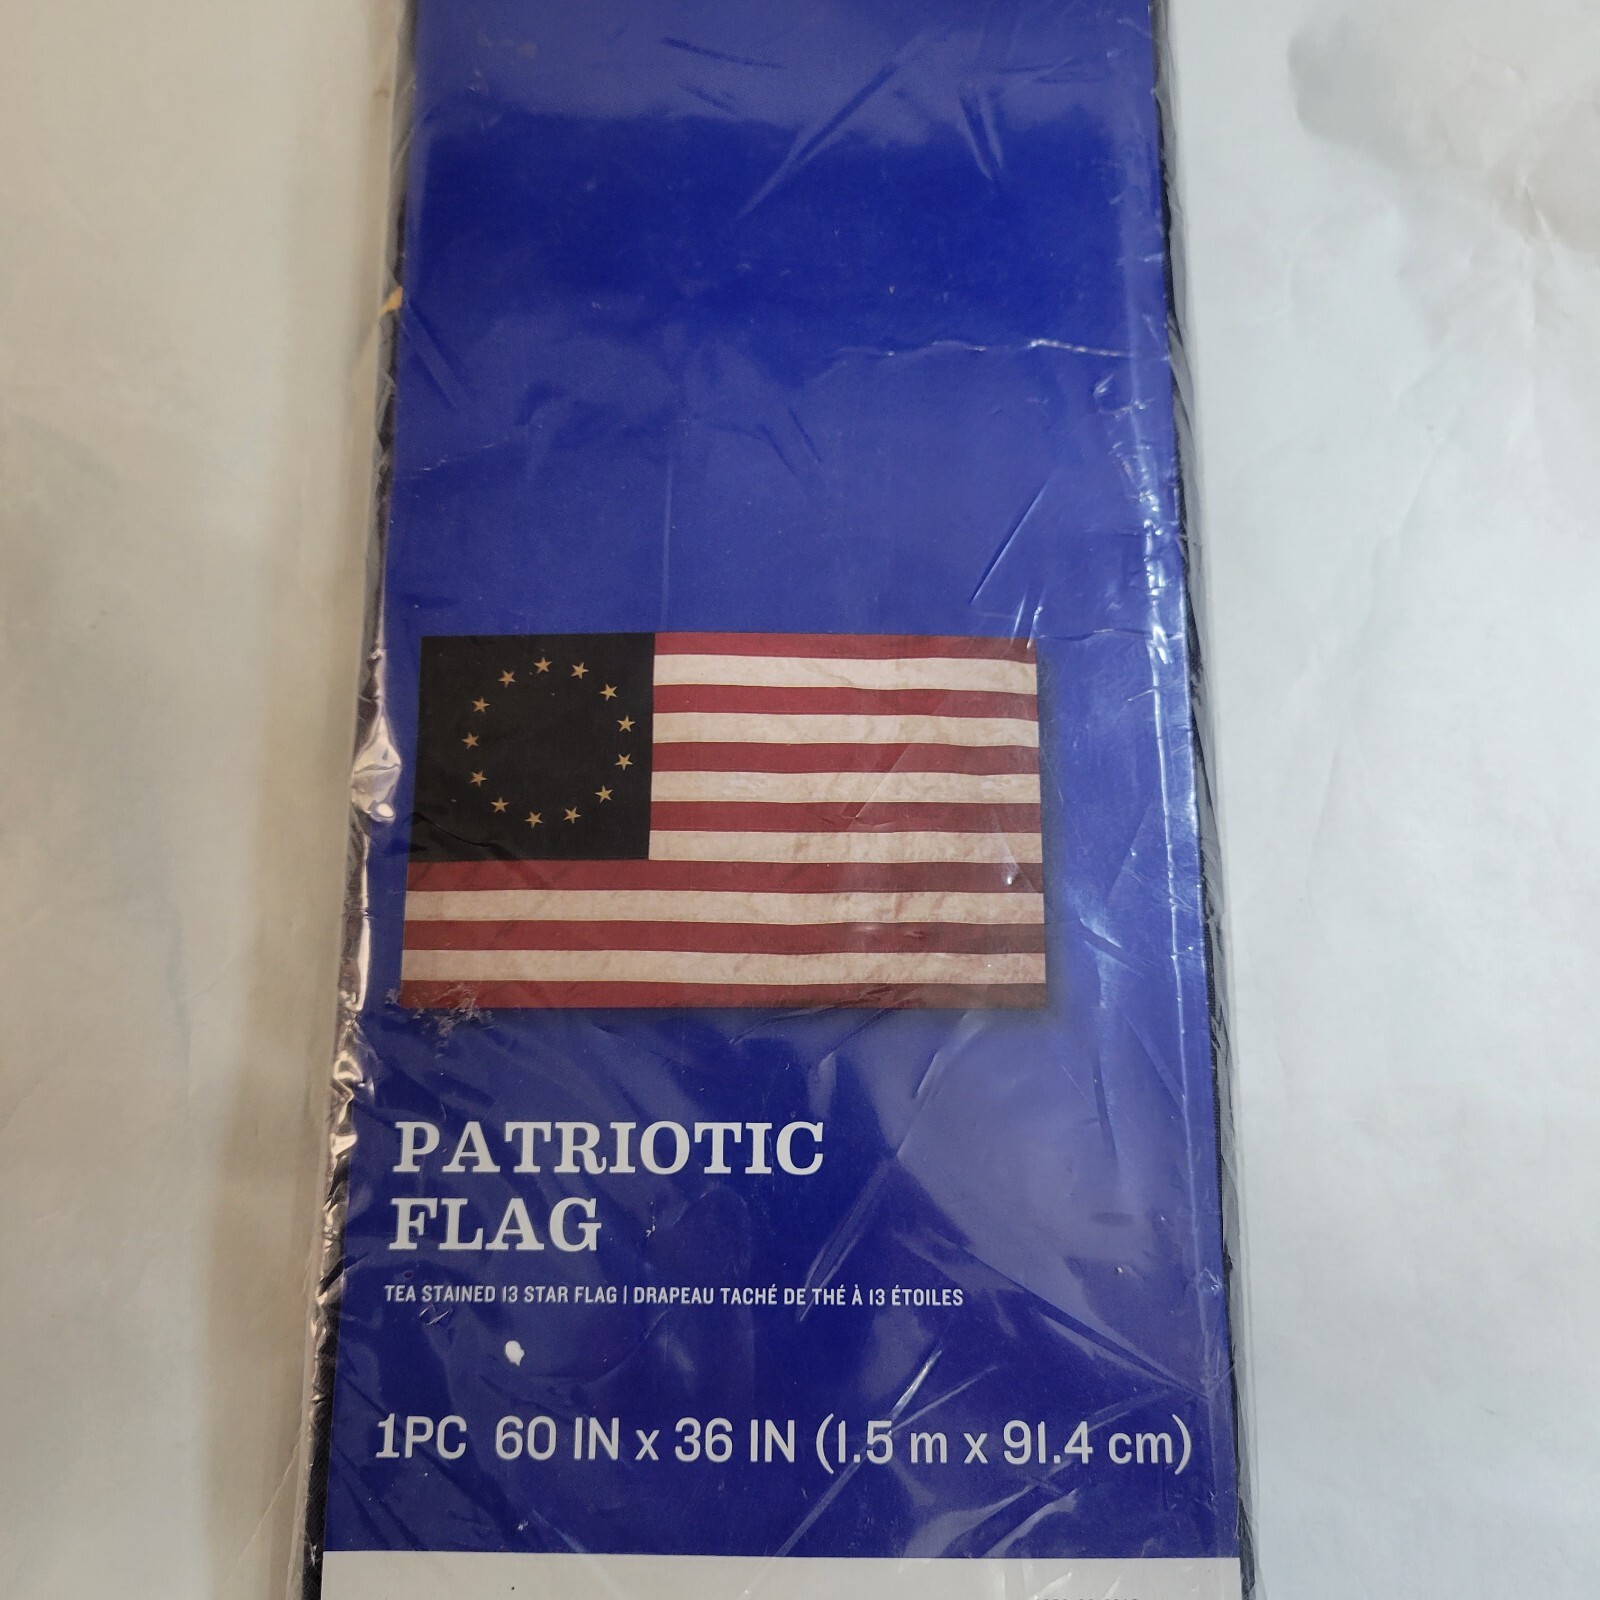 PATRIOTIC
FLAG
TEA STAINED 13 STAR FLAG | DRAPEAU TACHÉ DE THÉ À 13 ÉTOILES
1PC 60 IN x 36 IN (1.5 m x 91.4 cm)